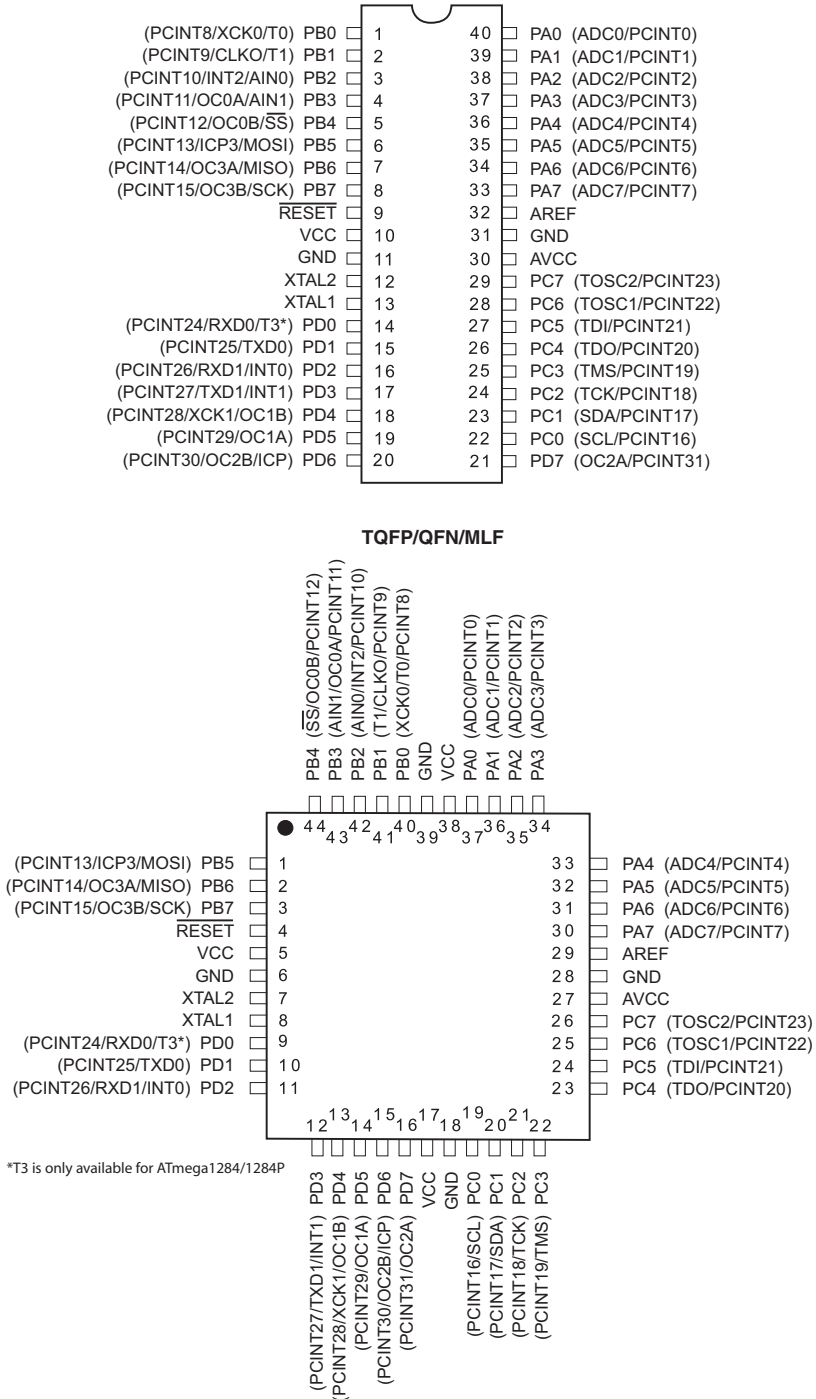 (PCINT8/XCK0/T0) PB0 1 40 PA0 (ADC0/PCINT0)
(PCINT9/CLKO/T1) PB1 2 39 PA1 (ADC1/PCINT1)
(PCINT10/INT2/AIN0) PB2 3 38 PA2 (ADC2/PCINT2)
(PCINT11/OC0A/AIN1) PB3 4 37 PA3 (ADC3/PCINT3)
(PCINT12/OC0B/S̅S̅) PB4 5 36 PA4 (ADC4/PCINT4)
(PCINT13/ICP3/MOSI) PB5 6 35 PA5 (ADC5/PCINT5)
(PCINT14/OC3A/MISO) PB6 7 34 PA6 (ADC6/PCINT6)
(PCINT15/OC3B/SCK) PB7 8 33 PA7 (ADC7/PCINT7)
R̅E̅S̅E̅T̅ 9 32 AREF
VCC 10 31 GND
GND 11 30 AVCC
XTAL2 12 29 PC7 (TOSC2/PCINT23)
XTAL1 13 28 PC6 (TOSC1/PCINT22)
(PCINT24/RXD0/T3*) PD0 14 27 PC5 (TDI/PCINT21)
(PCINT25/TXD0) PD1 15 26 PC4 (TDO/PCINT20)
(PCINT26/RXD1/INT0) PD2 16 25 PC3 (TMS/PCINT19)
(PCINT27/TXD1/INT1) PD3 17 24 PC2 (TCK/PCINT18)
(PCINT28/XCK1/OC1B) PD4 18 23 PC1 (SDA/PCINT17)
(PCINT29/OC1A) PD5 19 22 PC0 (SCL/PCINT16)
(PCINT30/OC2B/ICP) PD6 20 21 PD7 (OC2A/PCINT31)
TQFP/QFN/MLF
PB4 (S̅S̅/OC0B/PCINT12)
PB3 (AIN1/OC0A/PCINT11)
PB2 (AIN0/INT2/PCINT10)
PB1 (T1/CLKO/PCINT9)
PB0 (XCK0/T0/PCINT8)
GND
VCC
PA0 (ADC0/PCINT0)
PA1 (ADC1/PCINT1)
PA2 (ADC2/PCINT2)
PA3 (ADC3/PCINT3)
44 43 42 41 40 39 38 37 36 35 34
(PCINT13/ICP3/MOSI) PB5 1 33 PA4 (ADC4/PCINT4)
(PCINT14/OC3A/MISO) PB6 2 32 PA5 (ADC5/PCINT5)
(PCINT15/OC3B/SCK) PB7 3 31 PA6 (ADC6/PCINT6)
R̅E̅S̅E̅T̅ 4 30 PA7 (ADC7/PCINT7)
VCC 5 29 AREF
GND 6 28 GND
XTAL2 7 27 AVCC
XTAL1 8 26 PC7 (TOSC2/PCINT23)
(PCINT24/RXD0/T3*) PD0 9 25 PC6 (TOSC1/PCINT22)
(PCINT25/TXD0) PD1 10 24 PC5 (TDI/PCINT21)
(PCINT26/RXD1/INT0) PD2 11 23 PC4 (TDO/PCINT20)
12 13 14 15 16 17 18 19 20 21 22
*T3 is only available for ATmega1284/1284P
(PCINT27/TXD1/INT1) PD3
(PCINT28/XCK1/OC1B) PD4
(PCINT29/OC1A) PD5
(PCINT30/OC2B/ICP) PD6
(PCINT31/OC2A) PD7
VCC
GND
(PCINT16/SCL) PC0
(PCINT17/SDA) PC1
(PCINT18/TCK) PC2
(PCINT19/TMS) PC3